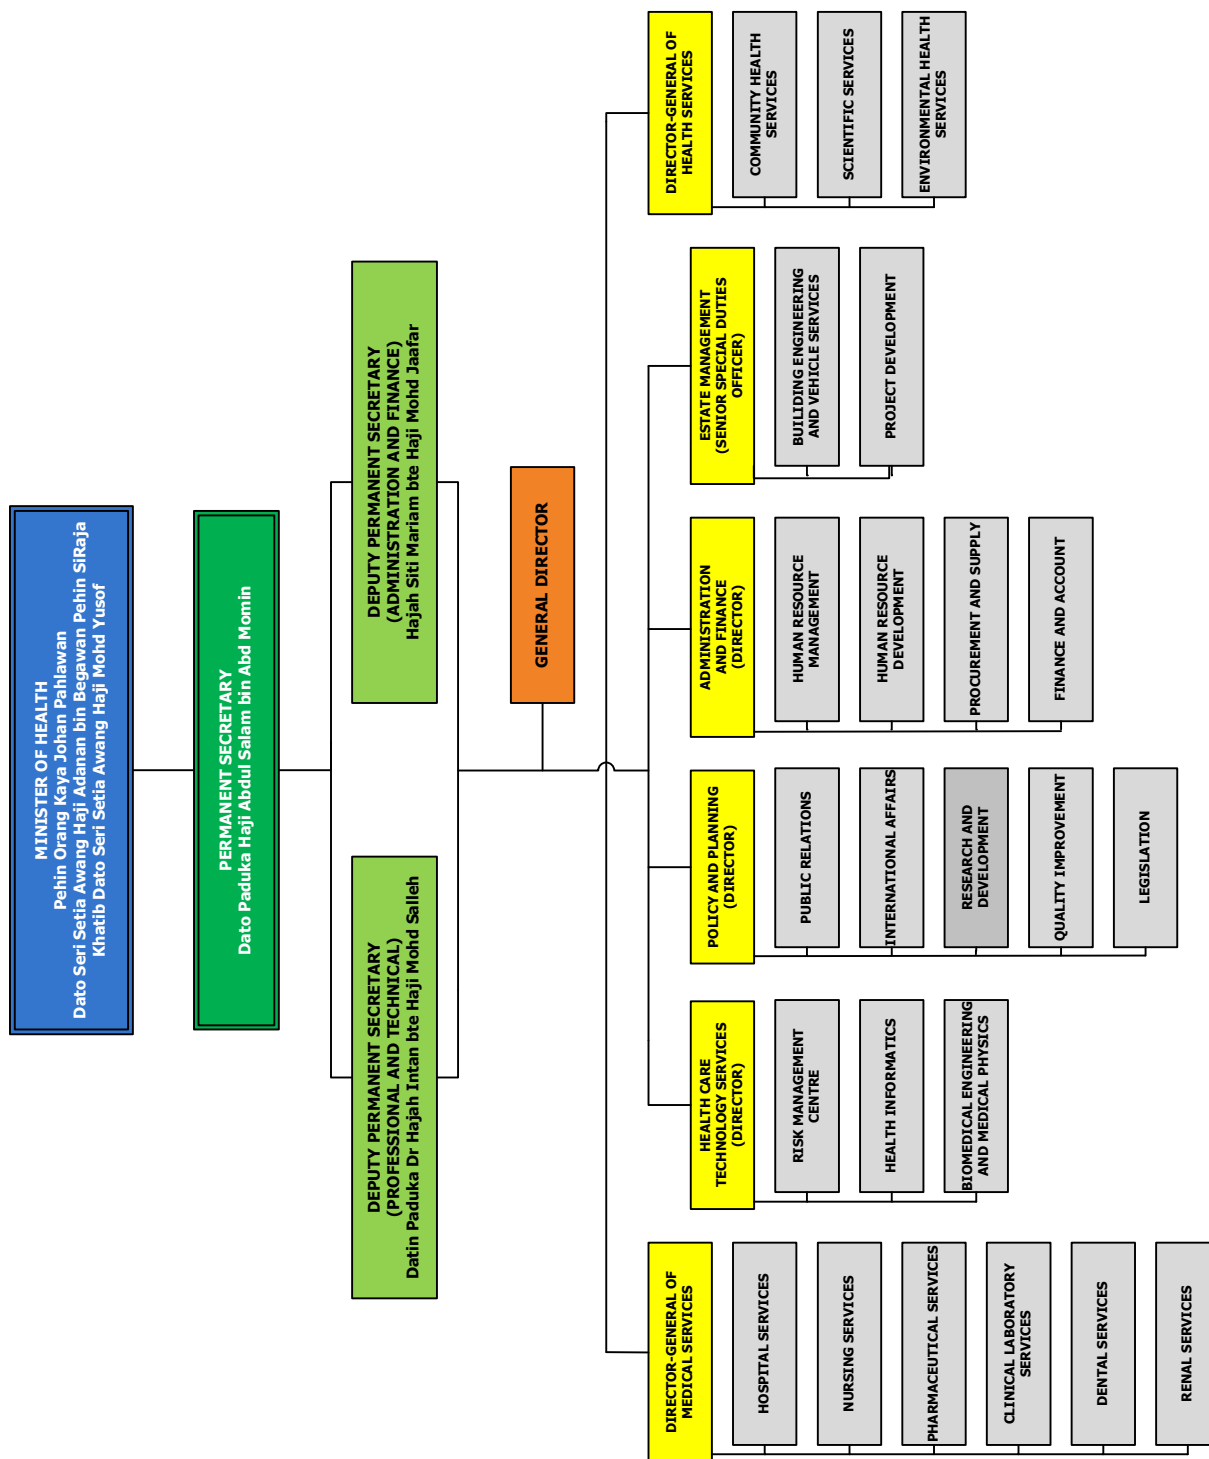 MINISTER OF HEALTH
Pehin Orang Kaya Johan Pahlawan
Dato Seri Setia Awang Haji Adanan bin Begawan Pehin SiRaja
Khatib Dato Seri Setia Awang Haji Mohd Yusof
PERMANENT SECRETARY
Dato Paduka Haji Abdul Salam bin Abd Momin
DEPUTY PERMANENT SECRETARY
(PROFESSIONAL AND TECHNICAL)
Datin Paduka Dr Hajah Intan bte Haji Mohd Salleh
DEPUTY PERMANENT SECRETARY
(ADMINISTRATION AND FINANCE)
Hajah Siti Mariam bte Haji Mohd Jaafar
GENERAL DIRECTOR
DIRECTOR-GENERAL OF
MEDICAL SERVICES
HOSPITAL SERVICES
NURSING SERVICES
PHARMACEUTICAL SERVICES
CLINICAL LABORATORY
SERVICES
DENTAL SERVICES
RENAL SERVICES
HEALTH CARE
TECHNOLOGY SERVICES
(DIRECTOR)
RISK MANAGEMENT
CENTRE
HEALTH INFORMATICS
BIOMEDICAL ENGINEERING
AND MEDICAL PHYSICS
POLICY AND PLANNING
(DIRECTOR)
PUBLIC RELATIONS
INTERNATIONAL AFFAIRS
RESEARCH AND
DEVELOPMENT
QUALITY IMPROVEMENT
LEGISLATION
ADMINISTRATION
AND FINANCE
(DIRECTOR)
HUMAN RESOURCE
MANAGEMENT
HUMAN RESOURCE
DEVELOPMENT
PROCUREMENT AND SUPPLY
FINANCE AND ACCOUNT
ESTATE MANAGEMENT
(SENIOR SPECIAL DUTIES
OFFICER)
BUILIDING ENGINEERING
AND VEHICLE SERVICES
PROJECT DEVELOPMENT
DIRECTOR-GENERAL OF
HEALTH SERVICES
COMMUNITY HEALTH
SERVICES
SCIENTIFIC SERVICES
ENVIRONMENTAL HEALTH
SERVICES